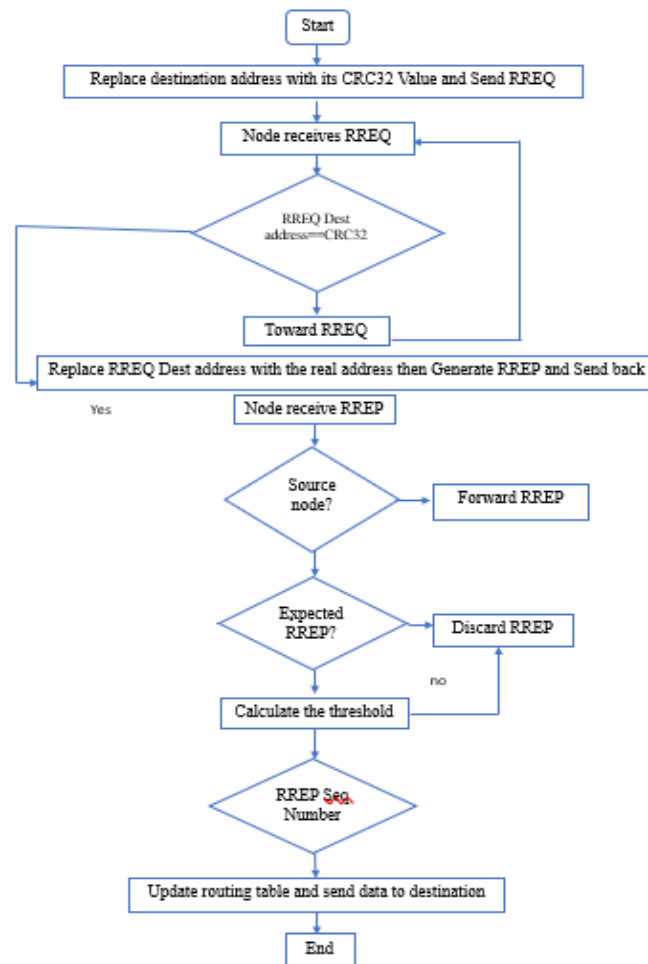 Start
Replace destination address with its CRC32 Value and Send RREQ
Node receives RREQ
RREQ Dest
address==CRC32
Toward RREQ
Replace RREQ Dest address with the real address then Generate RREP and Send back
Yes
Node receive RREP
Source
node?
Forward RREP
Expected
RREP?
Discard RREP
no
Calculate the threshold
RREP Seq
Number
Update routing table and send data to destination
End